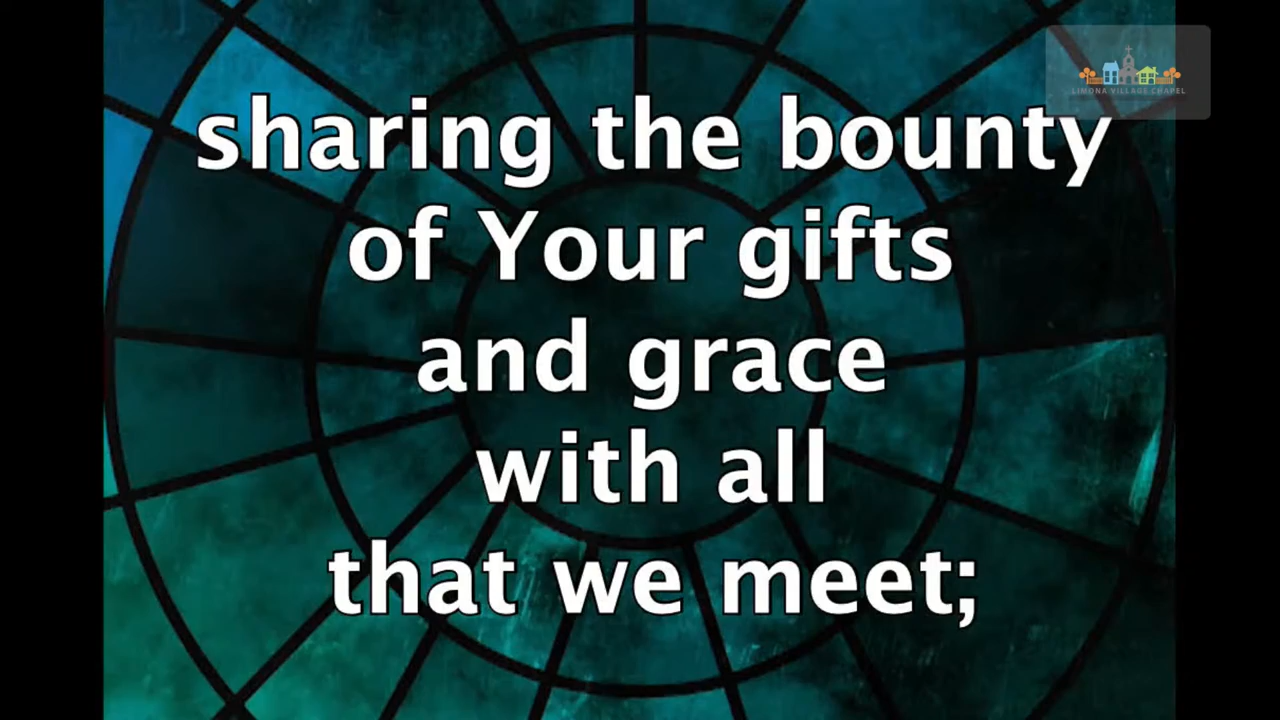 LIMONA VILLAGE CHAPEL
sharing the bounty
of Your gifts
and grace
with all
that we meet;